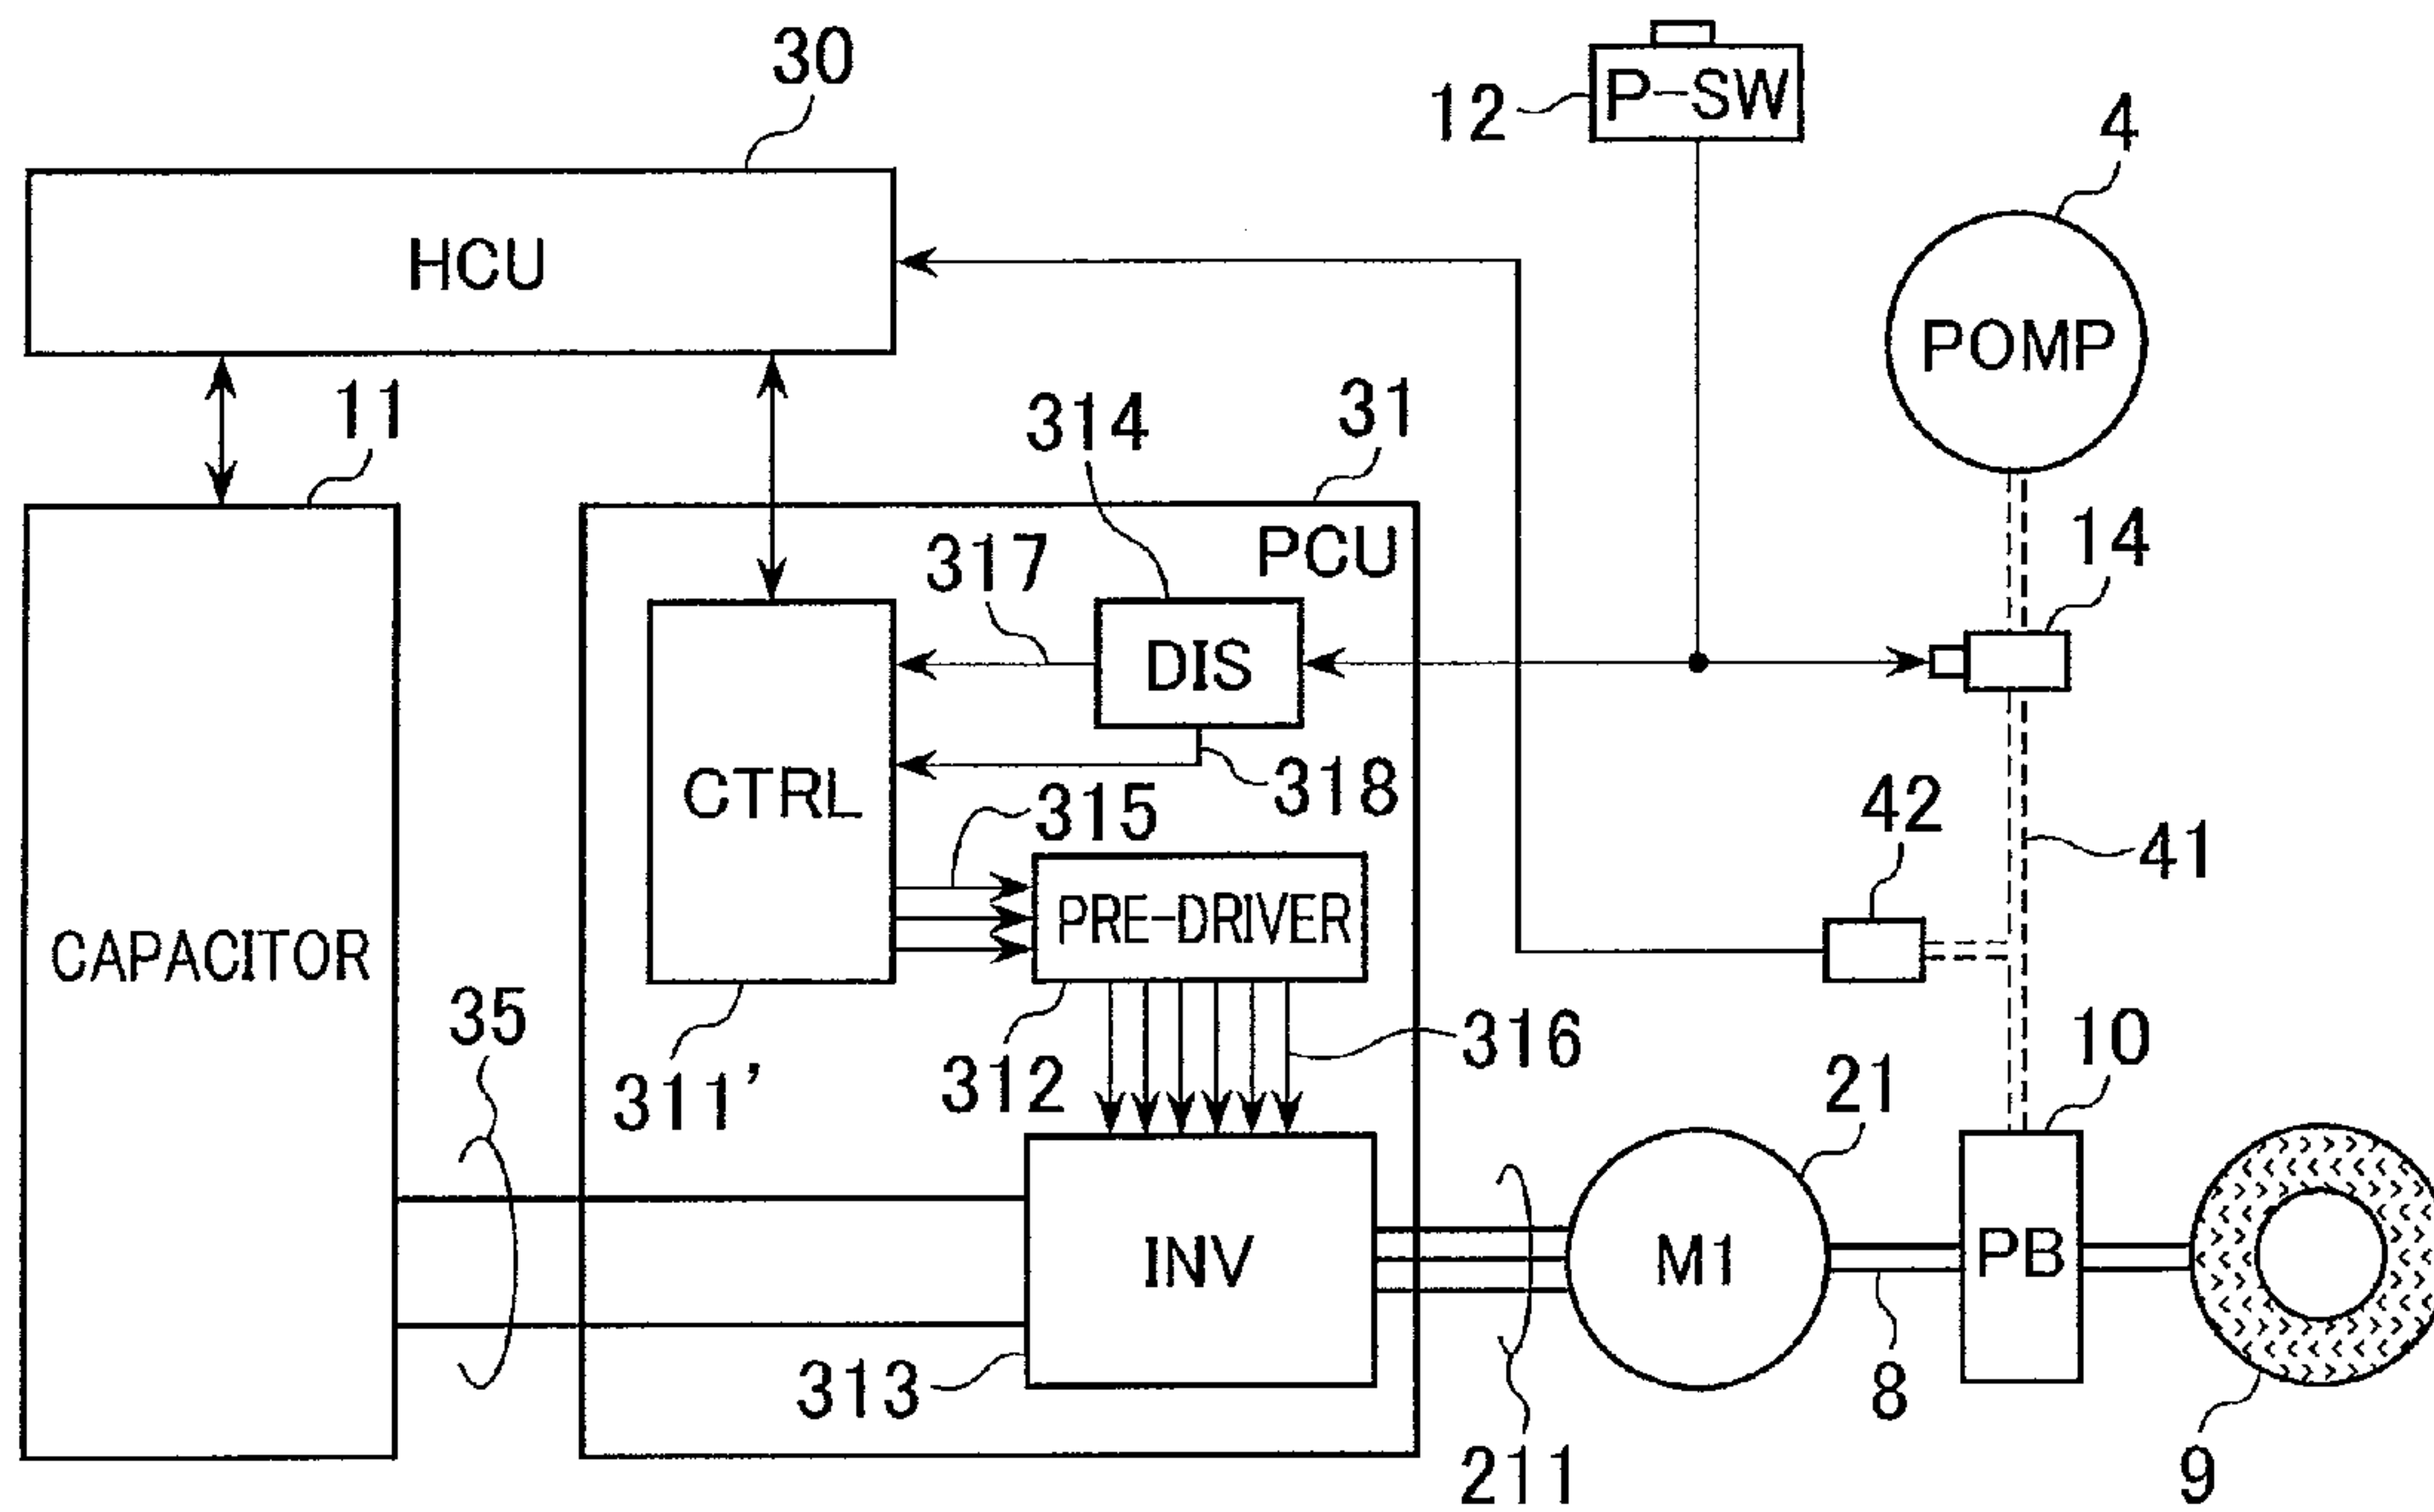 30
12
P-SW
4
HCU
POMP
11
314
31
317
PCU
14
DIS
CTRL
318
315
42
41
PRE-DRIVER
CAPACITOR
35
311’
312
316
21
10
INV
M1
PB
313
211
8
9